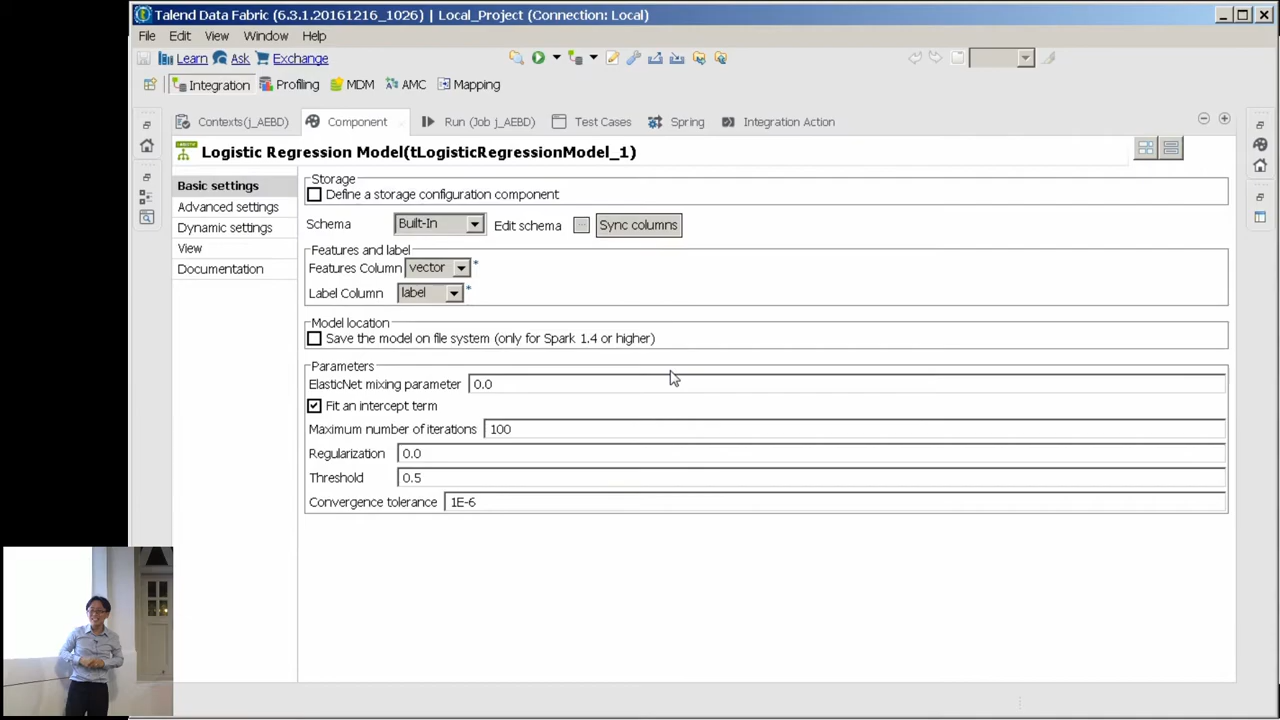 Talend Data Fabric (6.3.1.20161216_1026) | Local_Project (Connection: Local)
File Edit View Window Help
Learn Ask Exchange
Integration Profiling MDM AMC Mapping
Contexts(j_AEBD) Component Run (Job j_AEBD) Test Cases Spring Integration Action
Logistic Regression Model(tLogisticRegressionModel_1)
Basic settings
Advanced settings
Dynamic settings
View
Documentation
Storage
Define a storage configuration component
Schema Built-In Edit schema ... Sync columns
Features and label
Features Column vector *
Label Column label *
Model location
Save the model on file system (only for Spark 1.4 or higher)
Parameters
ElasticNet mixing parameter 0.0
Fit an intercept term
Maximum number of iterations 100
Regularization 0.0
Threshold 0.5
Convergence tolerance 1E-6